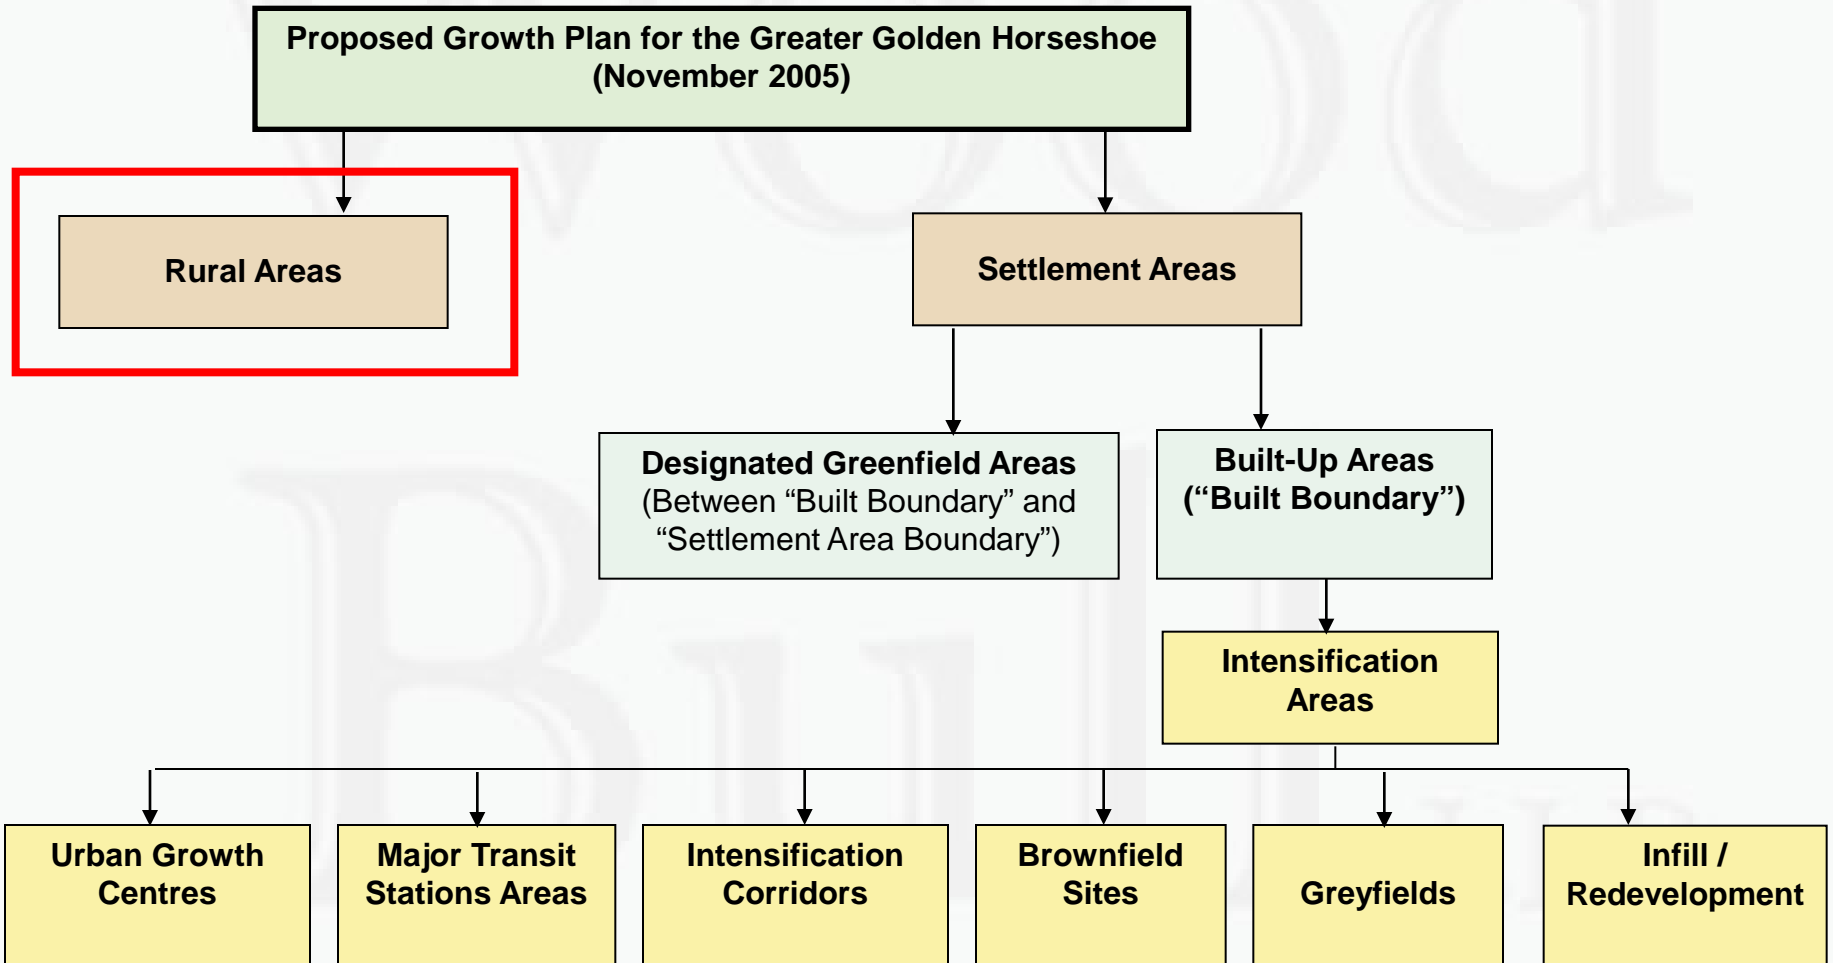 Proposed Growth Plan for the Greater Golden Horseshoe
(November 2005)
Rural Areas
Settlement Areas
Designated Greenfield Areas
(Between “Built Boundary” and
“Settlement Area Boundary”)
Built-Up Areas
(“Built Boundary”)
Intensification
Areas
Urban Growth
Centres
Major Transit
Stations Areas
Intensification
Corridors
Brownfield
Sites
Greyfields
Infill /
Redevelopment